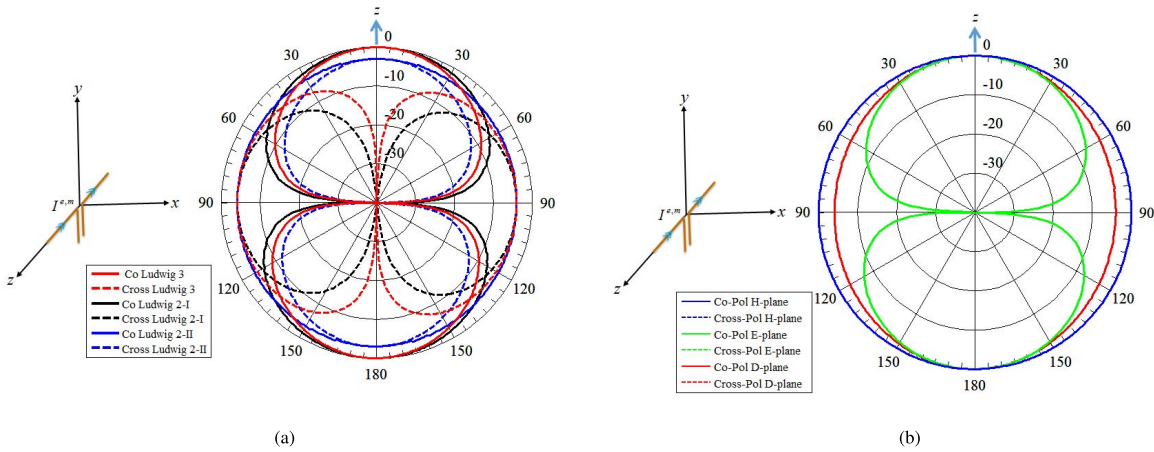 z
0
30
30
-10
60
60
-20
-30
90
90
120
120
150
150
180
y
I e,m
x
z
Co Ludwig 3
Cross Ludwig 3
Co Ludwig 2-I
Cross Ludwig 2-I
Co Ludwig 2-II
Cross Ludwig 2-II
(a)
z
0
30
30
-10
60
60
-20
-30
90
90
120
120
150
150
180
y
I e,m
x
z
Co-Pol H-plane
Cross-Pol H-plane
Co-Pol E-plane
Cross-Pol E-plane
Co-Pol D-plane
Cross-Pol D-plane
(b)